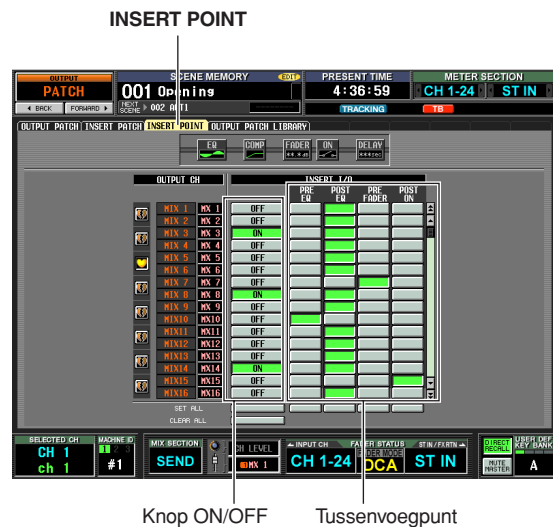 INSERT POINT
OUTPUT PATCH
SCENE MEMORY EDIT
PRESENT TIME
METER SECTION
001 Opening
4:36:59
CH 1-24 ST IN
BACK FORWARD
NEXT SCENE 002 ACT1
TRACKING
TB
OUTPUT PATCH INSERT PATCH INSERT POINT OUTPUT PATCH LIBRARY
EQ COMP FADER ON DELAY
OUTPUT CH
INSERT I/O
PRE EQ POST EQ PRE FADER POST ON
MIX 1 MX 1 OFF
MIX 2 MX 2 OFF
MIX 3 MX 3 ON
MIX 4 MX 4 OFF
MIX 5 MX 5 OFF
MIX 6 MX 6 OFF
MIX 7 MX 7 OFF
MIX 8 MX 8 ON
MIX 9 MX 9 OFF
MIX10 MX10 OFF
MIX11 MX11 OFF
MIX12 MX12 OFF
MIX13 MX13 OFF
MIX14 MX14 ON
MIX15 MX15 OFF
MIX16 MX16 OFF
SET ALL
CLEAR ALL
SELECTED CH
CH 1
ch 1
MACHINE ID
1 2 3
#1
MIX SECTION
SEND
CH LEVEL
MX 1
INPUT CH FADER STATUS ST IN/FXRTN
CH 1-24
FADER MODE
DCA
ST IN
DIRECT RECALL
MUTE MASTER
USER DEF KEY BANK
A
Knop ON/OFF
Tussenvoegpunt